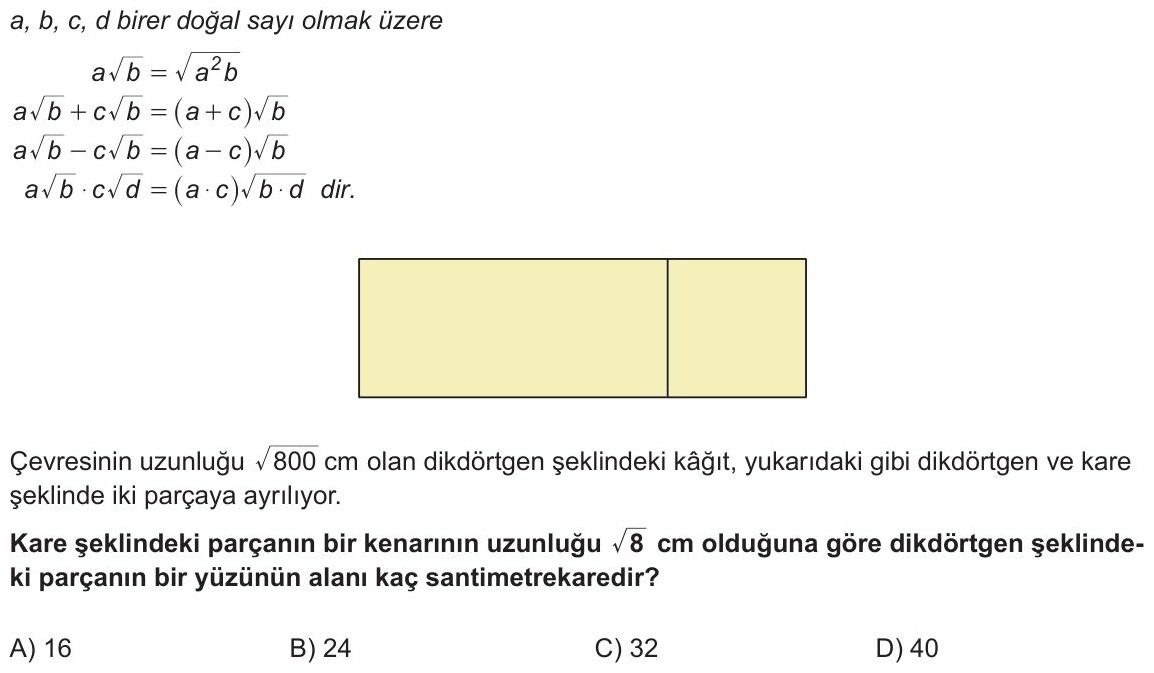 a, b, c, d birer doğal sayı olmak üzere
a√b = √a²b
a√b + c√b = (a + c)√b
a√b − c√b = (a − c)√b
a√b · c√d = (a · c)√b · d dir.
Çevresinin uzunluğu √800 cm olan dikdörtgen şeklindeki kâğıt, yukarıdaki gibi dikdörtgen ve kare
şeklinde iki parçaya ayrılıyor.
Kare şeklindeki parçanın bir kenarının uzunluğu √8 cm olduğuna göre dikdörtgen şeklinde-
ki parçanın bir yüzünün alanı kaç santimetrekaredir?
A) 16 B) 24 C) 32 D) 40